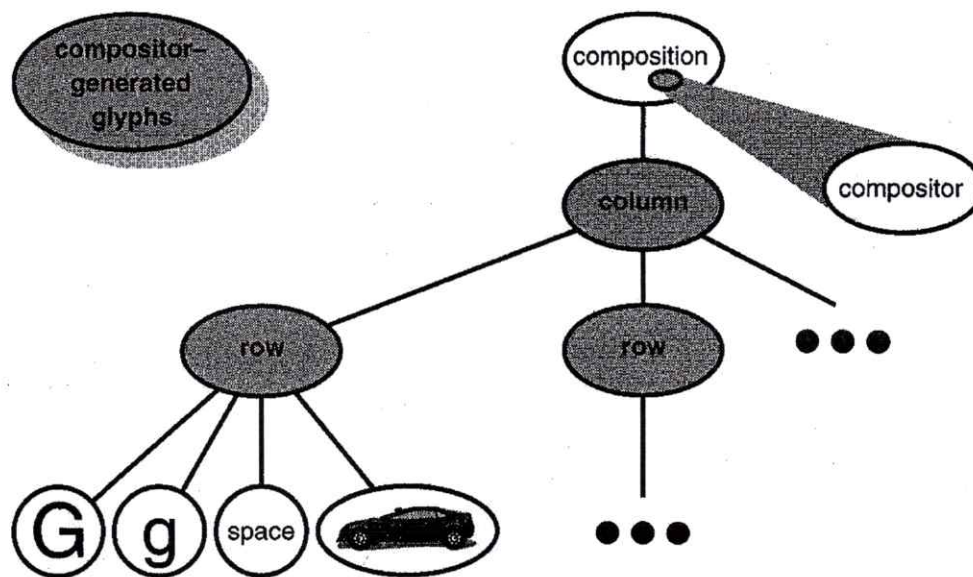 compositor–
generated
glyphs
composition
compositor
column
row
row
G
g
space